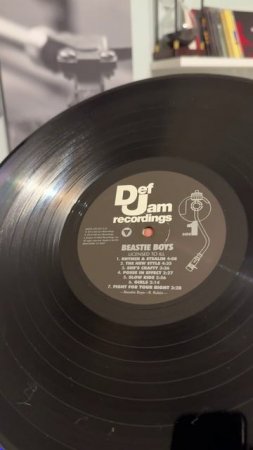 Def
Jam
recordings
BEASTIE BOYS
LICENSED TO ILL
SIDE 1
1. RHYMIN & STEALIN 4:08
2. THE NEW STYLE 4:35
3. SHE'S CRAFTY 3:36
4. POSSE IN EFFECT 2:27
5. SLOW RIDE 2:56
6. GIRLS 2:14
7. FIGHT FOR YOUR RIGHT 3:28